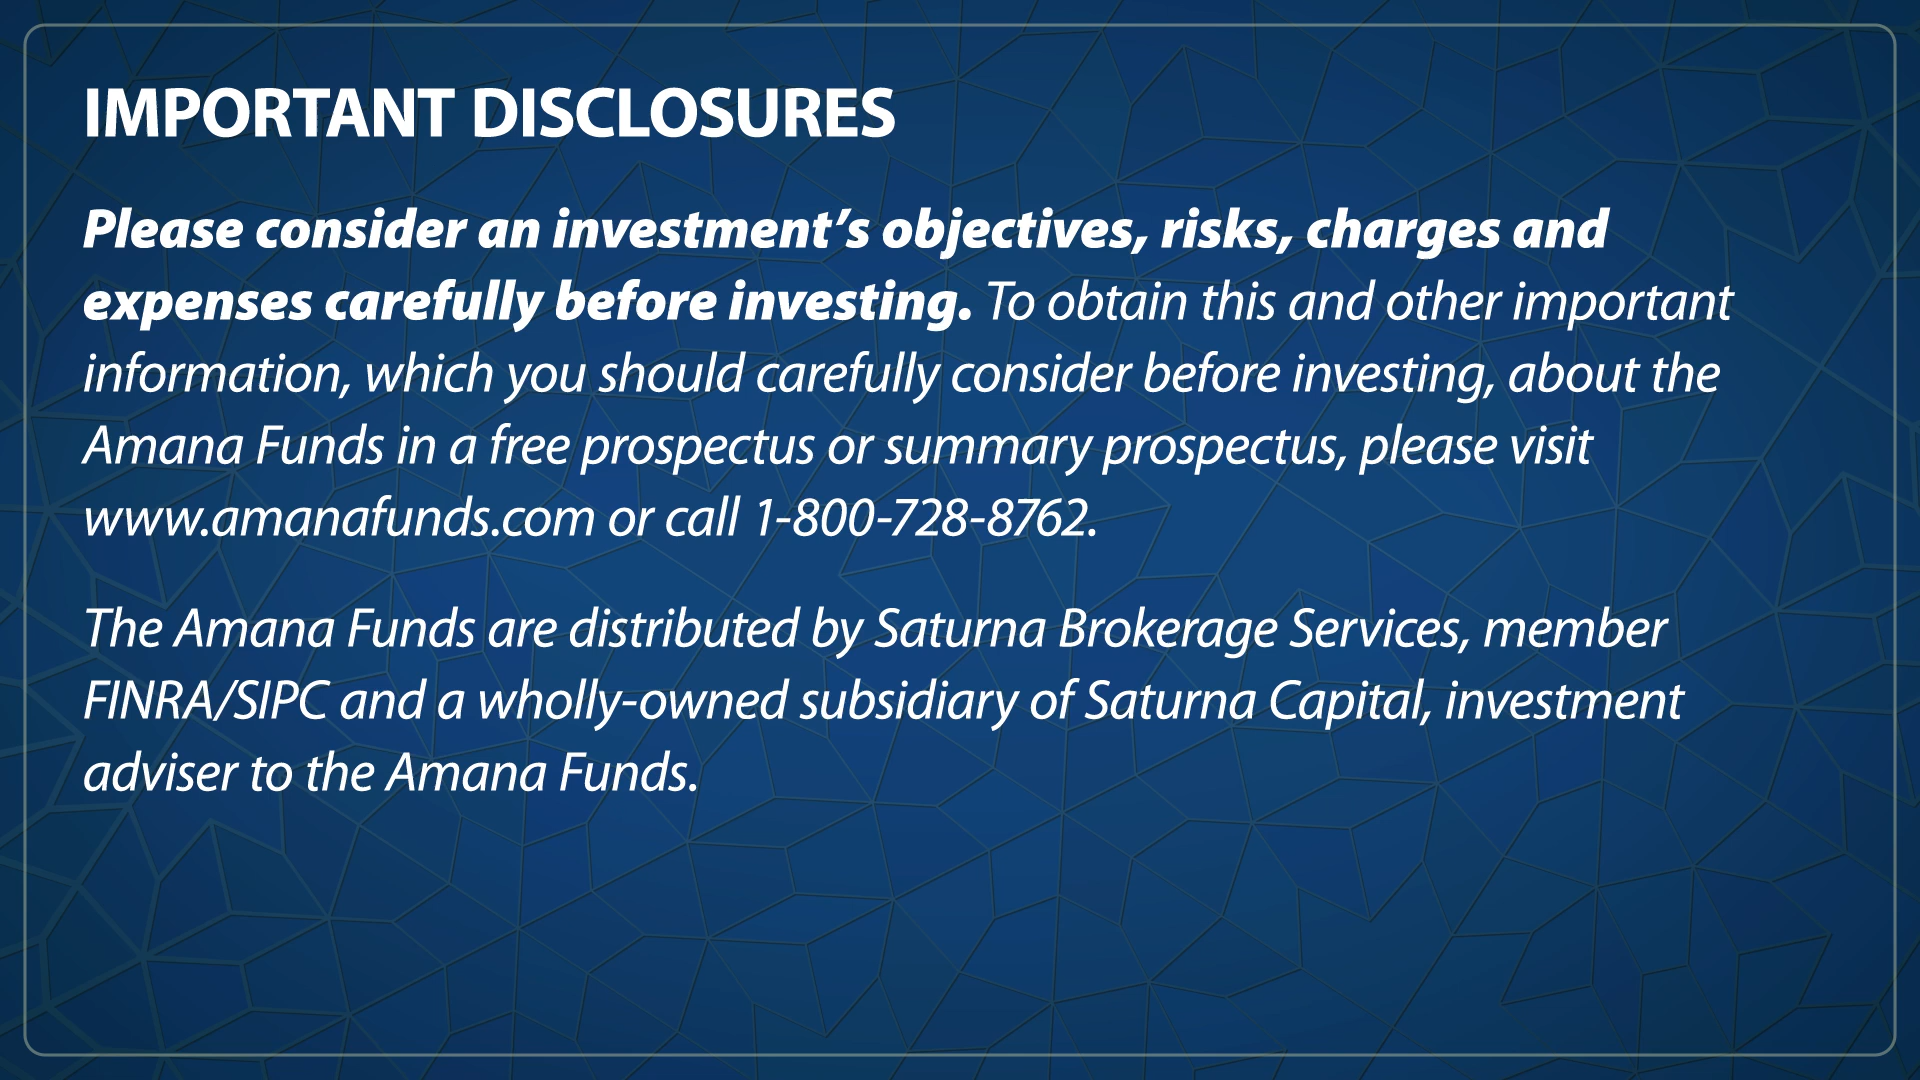 IMPORTANT DISCLOSURES
Please consider an investment’s objectives, risks, charges and
expenses carefully before investing. To obtain this and other important
information, which you should carefully consider before investing, about the
Amana Funds in a free prospectus or summary prospectus, please visit
www.amanafunds.com or call 1-800-728-8762.
The Amana Funds are distributed by Saturna Brokerage Services, member
FINRA/SIPC and a wholly-owned subsidiary of Saturna Capital, investment
adviser to the Amana Funds.